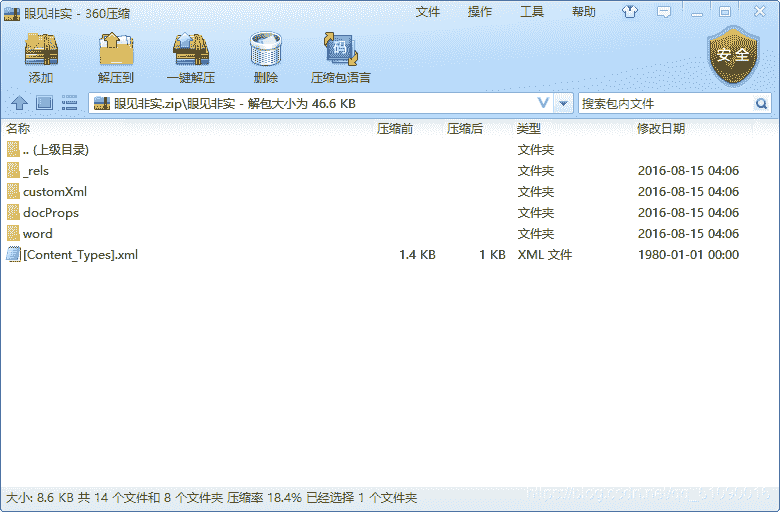 眼见非实 - 360压缩 文件 操作 工具 帮助
添加 解压到 一键解压 删除 压缩包语言 码 安全
眼见非实.zip\眼见非实 - 解包大小为 46.6 KB 搜索包内文件
名称 压缩前 压缩后 类型 修改日期
.. (上级目录) 文件夹
_rels 文件夹 2016-08-15 04:06
customXml 文件夹 2016-08-15 04:06
docProps 文件夹 2016-08-15 04:06
word 文件夹 2016-08-15 04:06
[Content_Types].xml 1.4 KB 1 KB XML 文件 1980-01-01 00:00
大小: 8.6 KB 共 14 个文件和 8 个文件夹 压缩率 18.4% 已经选择 1 个文件夹